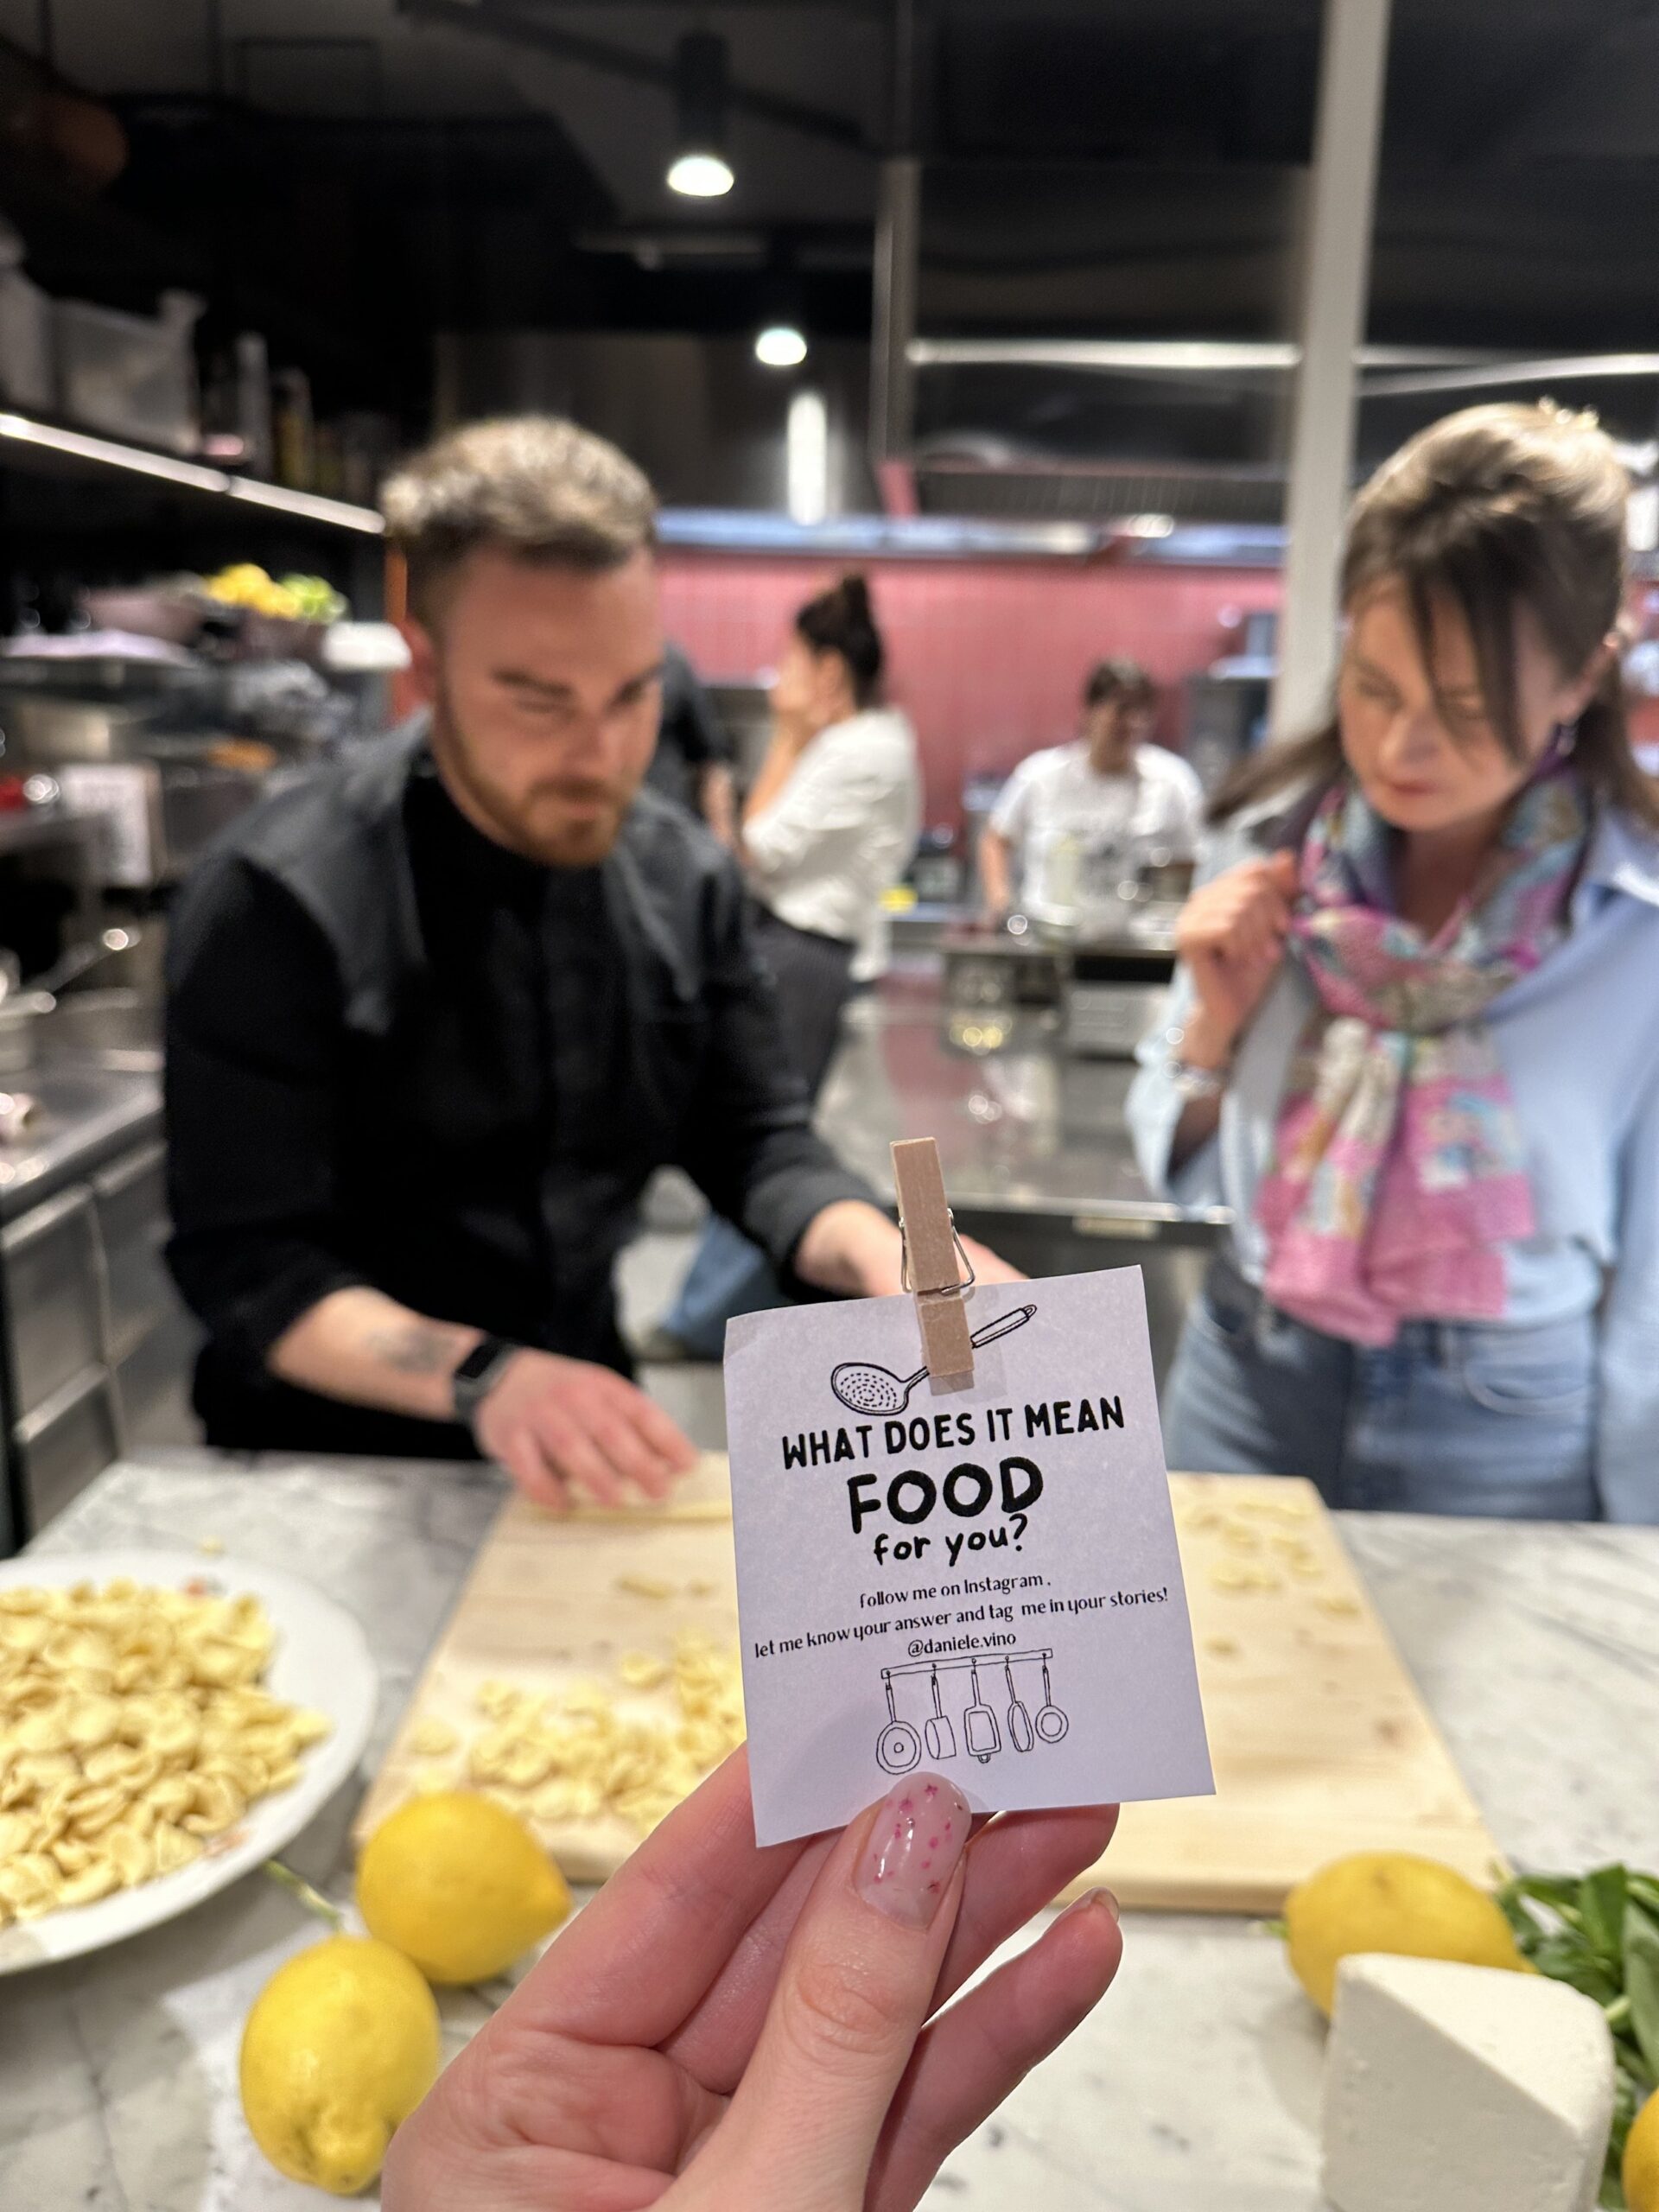 WHAT DOES IT MEAN
FOOD
for you?
follow me on Instagram ,
let me know your answer and tag me in your stories!
@daniele.vino